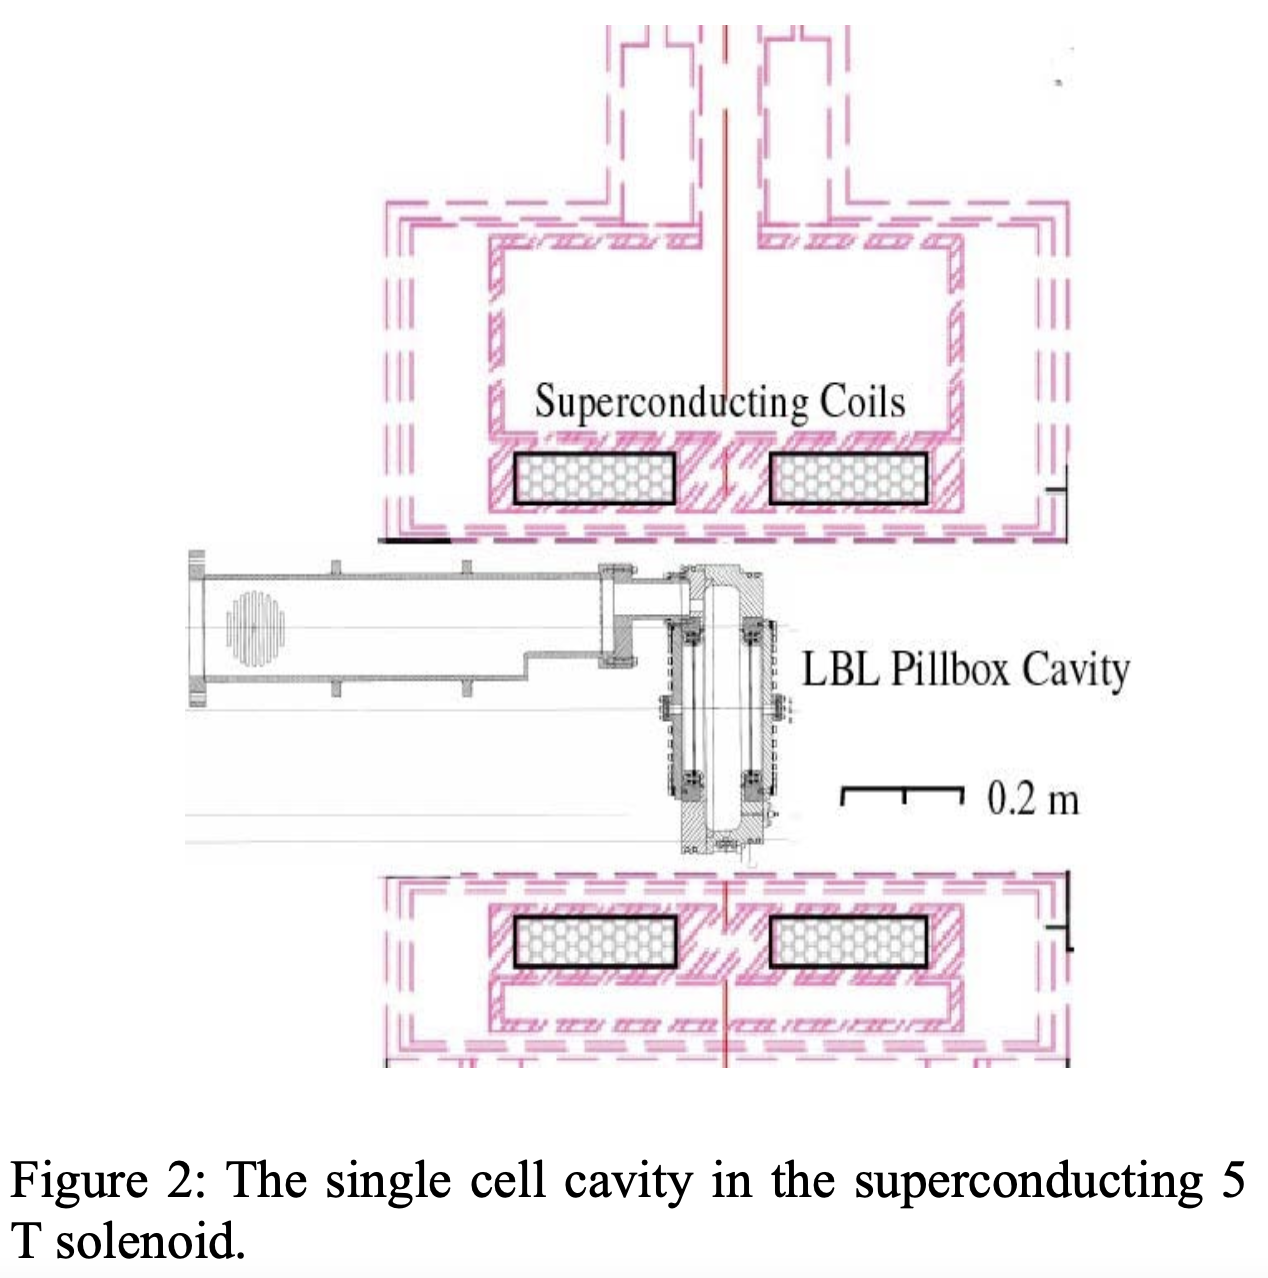 Superconducting Coils
LBL Pillbox Cavity
0.2 m
Figure 2: The single cell cavity in the superconducting 5
T solenoid.